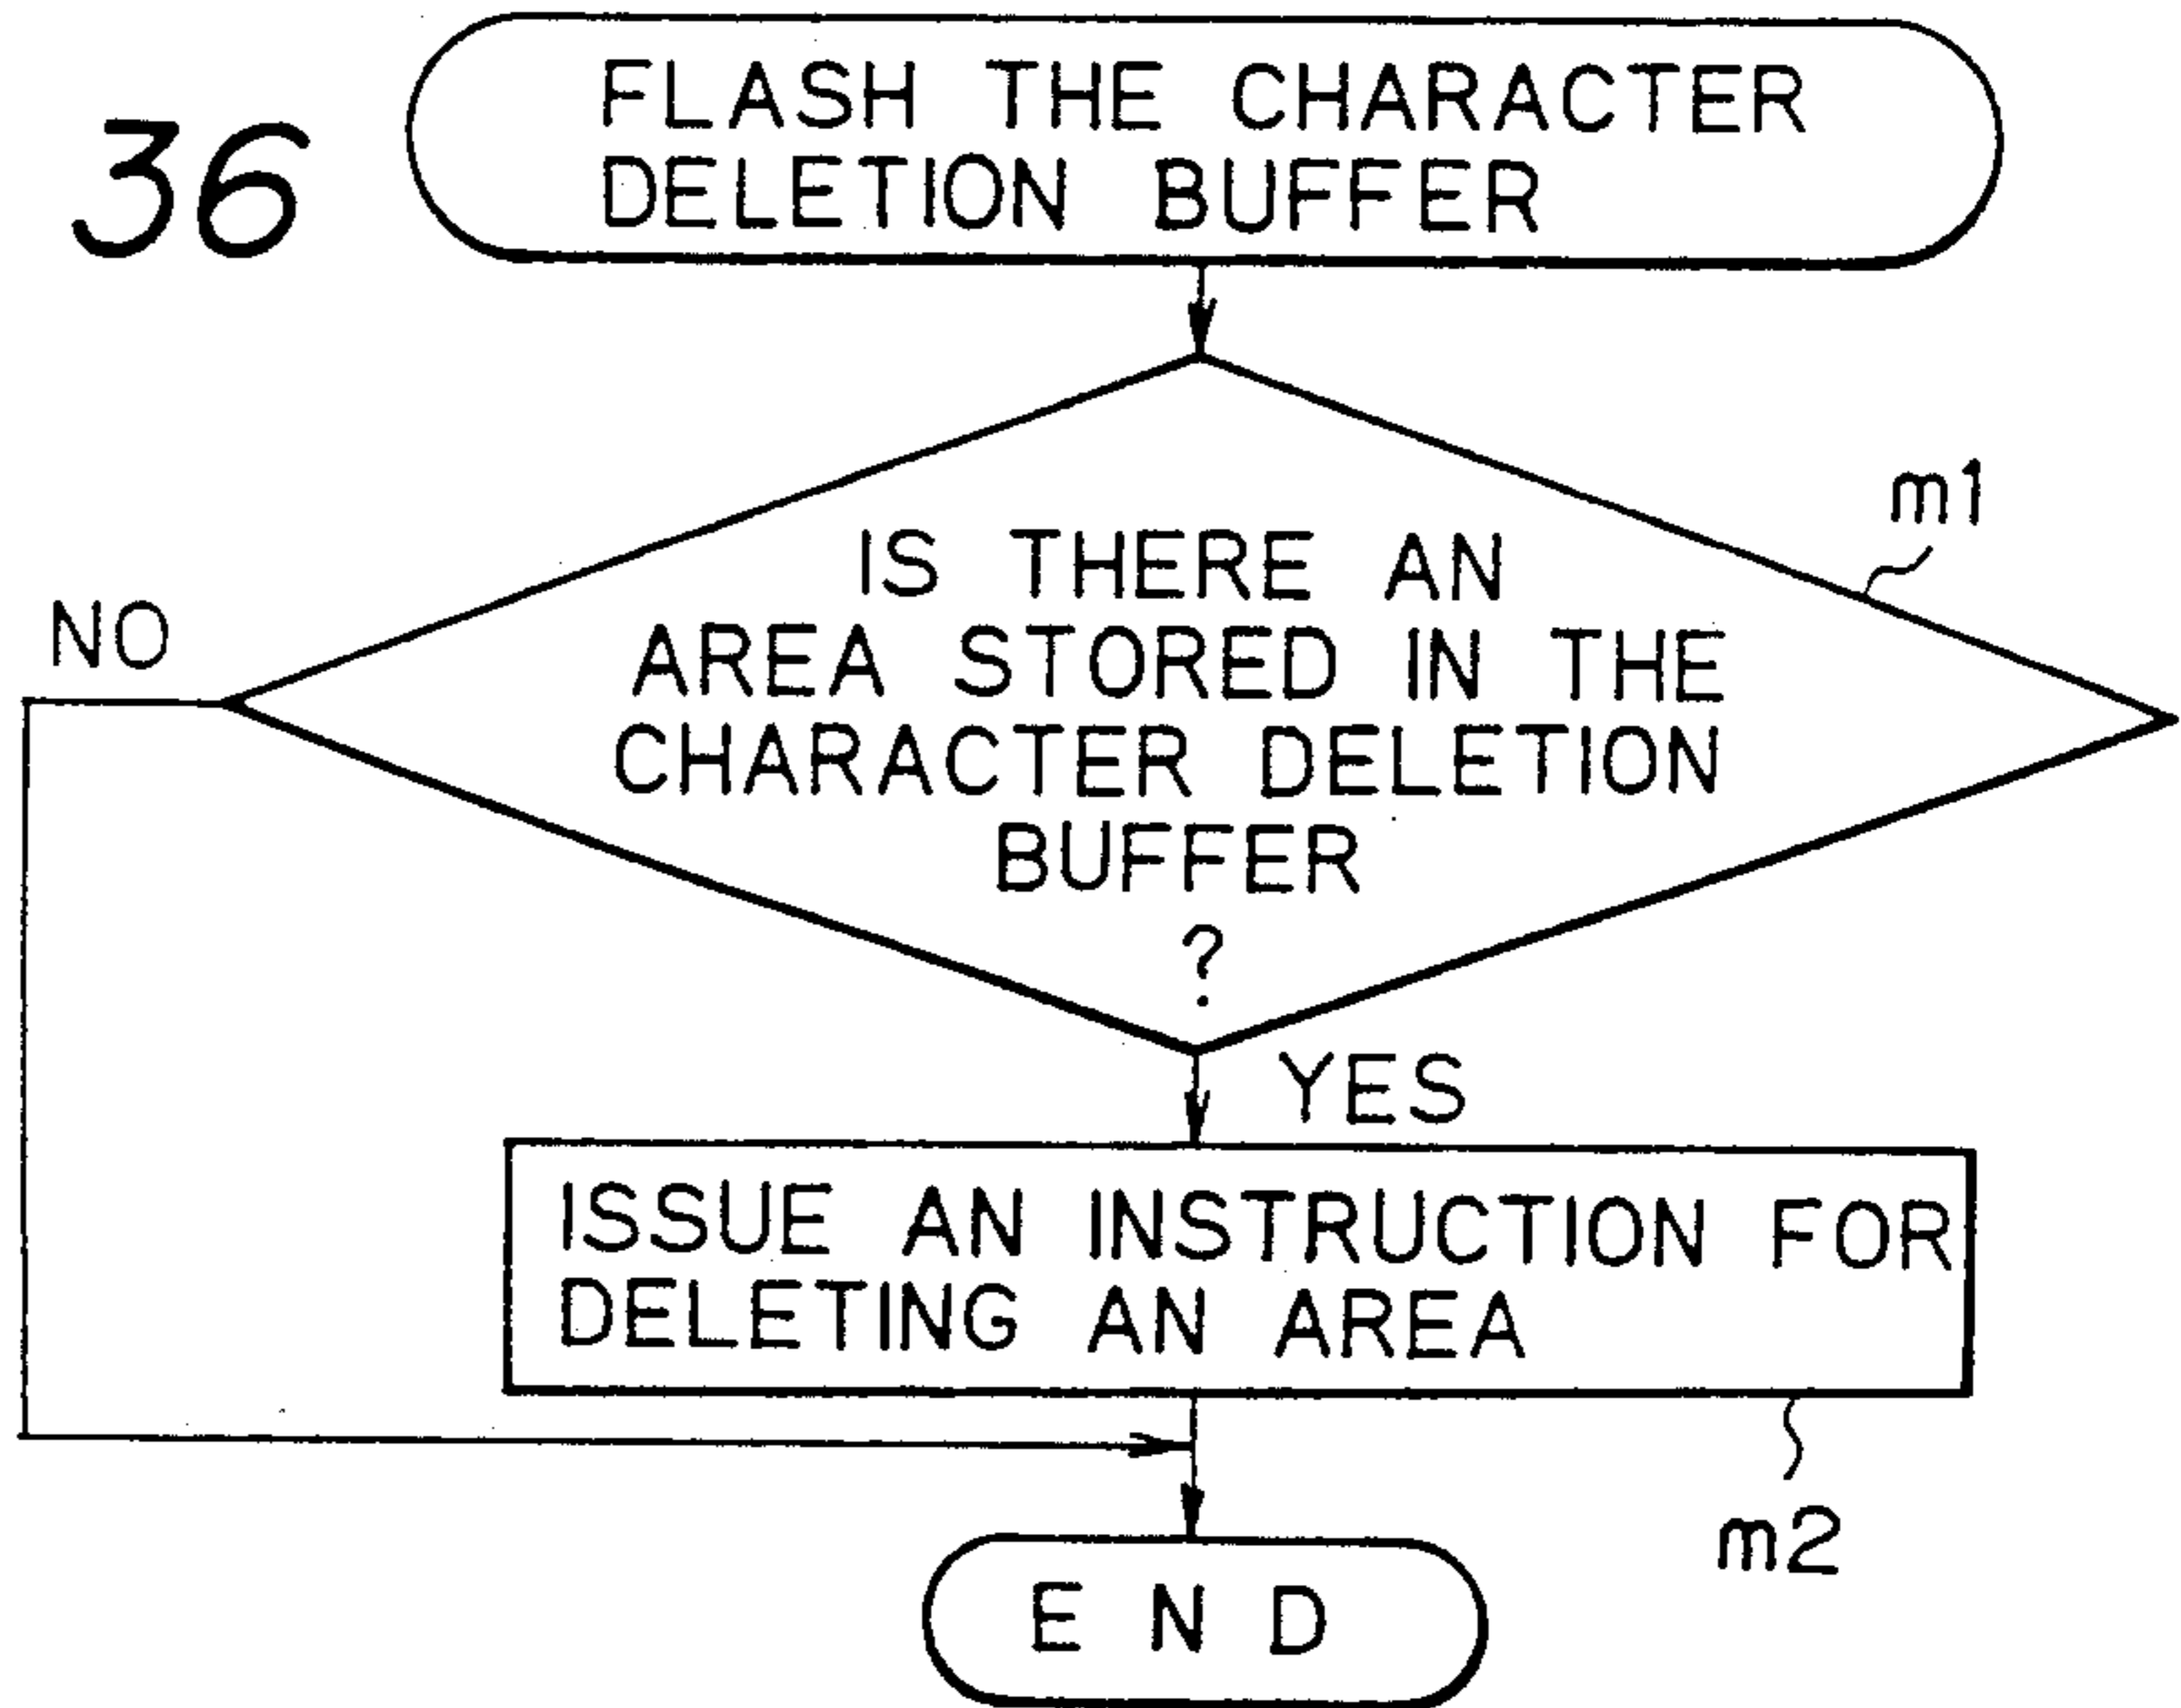 36
FLASH THE CHARACTER
DELETION BUFFER
m1
IS THERE AN
AREA STORED IN THE
CHARACTER DELETION
BUFFER
?
NO
YES
ISSUE AN INSTRUCTION FOR
DELETING AN AREA
m2
END